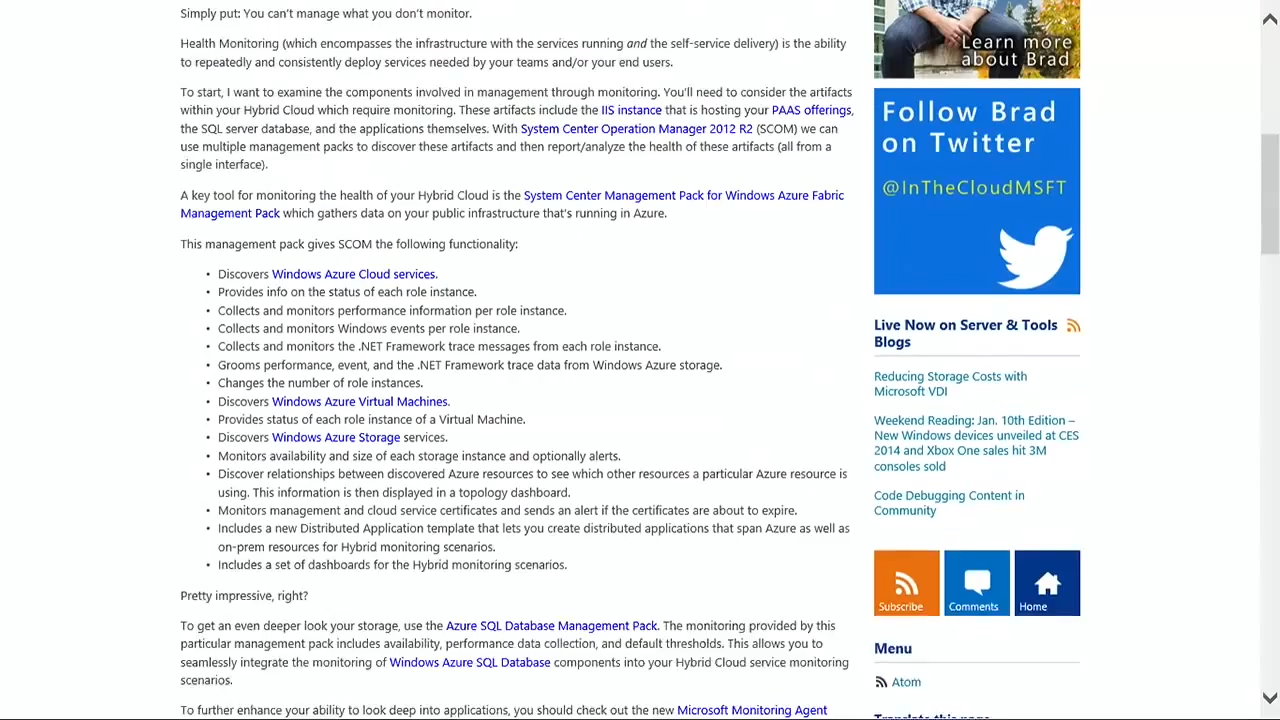 Simply put: You can't manage what you don't monitor.
Health Monitoring (which encompasses the infrastructure with the services running and the self-service delivery) is the ability
to repeatedly and consistently deploy services needed by your teams and/or your end users.
To start, I want to examine the components involved in management through monitoring. You'll need to consider the artifacts
within your Hybrid Cloud which require monitoring. These artifacts include the IIS instance that is hosting your PAAS offerings,
the SQL server database, and the applications themselves. With System Center Operation Manager 2012 R2 (SCOM) we can
use multiple management packs to discover these artifacts and then report/analyze the health of these artifacts (all from a
single interface).
A key tool for monitoring the health of your Hybrid Cloud is the System Center Management Pack for Windows Azure Fabric
Management Pack which gathers data on your public infrastructure that's running in Azure.
This management pack gives SCOM the following functionality:
• Discovers Windows Azure Cloud services.
• Provides info on the status of each role instance.
• Collects and monitors performance information per role instance.
• Collects and monitors Windows events per role instance.
• Collects and monitors the .NET Framework trace messages from each role instance.
• Grooms performance, event, and the .NET Framework trace data from Windows Azure storage.
• Changes the number of role instances.
• Discovers Windows Azure Virtual Machines.
• Provides status of each role instance of a Virtual Machine.
• Discovers Windows Azure Storage services.
• Monitors availability and size of each storage instance and optionally alerts.
• Discover relationships between discovered Azure resources to see which other resources a particular Azure resource is
using. This information is then displayed in a topology dashboard.
• Monitors management and cloud service certificates and sends an alert if the certificates are about to expire.
• Includes a new Distributed Application template that lets you create distributed applications that span Azure as well as
on-prem resources for Hybrid monitoring scenarios.
• Includes a set of dashboards for the Hybrid monitoring scenarios.
Pretty impressive, right?
To get an even deeper look your storage, use the Azure SQL Database Management Pack. The monitoring provided by this
particular management pack includes availability, performance data collection, and default thresholds. This allows you to
seamlessly integrate the monitoring of Windows Azure SQL Database components into your Hybrid Cloud service monitoring
scenarios.
To further enhance your ability to look deep into applications, you should check out the new Microsoft Monitoring Agent
Learn more
about Brad
Follow Brad
on Twitter
@InTheCloudMSFT
Live Now on Server & Tools
Blogs
Reducing Storage Costs with
Microsoft VDI
Weekend Reading: Jan. 10th Edition –
New Windows devices unveiled at CES
2014 and Xbox One sales hit 3M
consoles sold
Code Debugging Content in
Community
Subscribe
Comments
Home
Menu
Atom
Translate this page